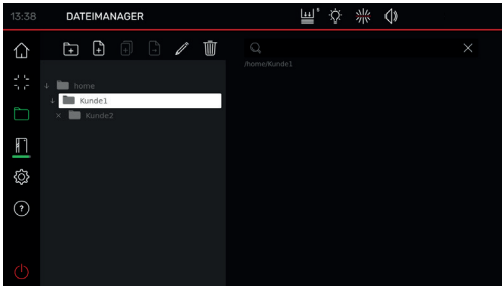 13:38 DATEIMANAGER
/home/Kunde1
↓ home
↓ Kunde1
× Kunde2
?